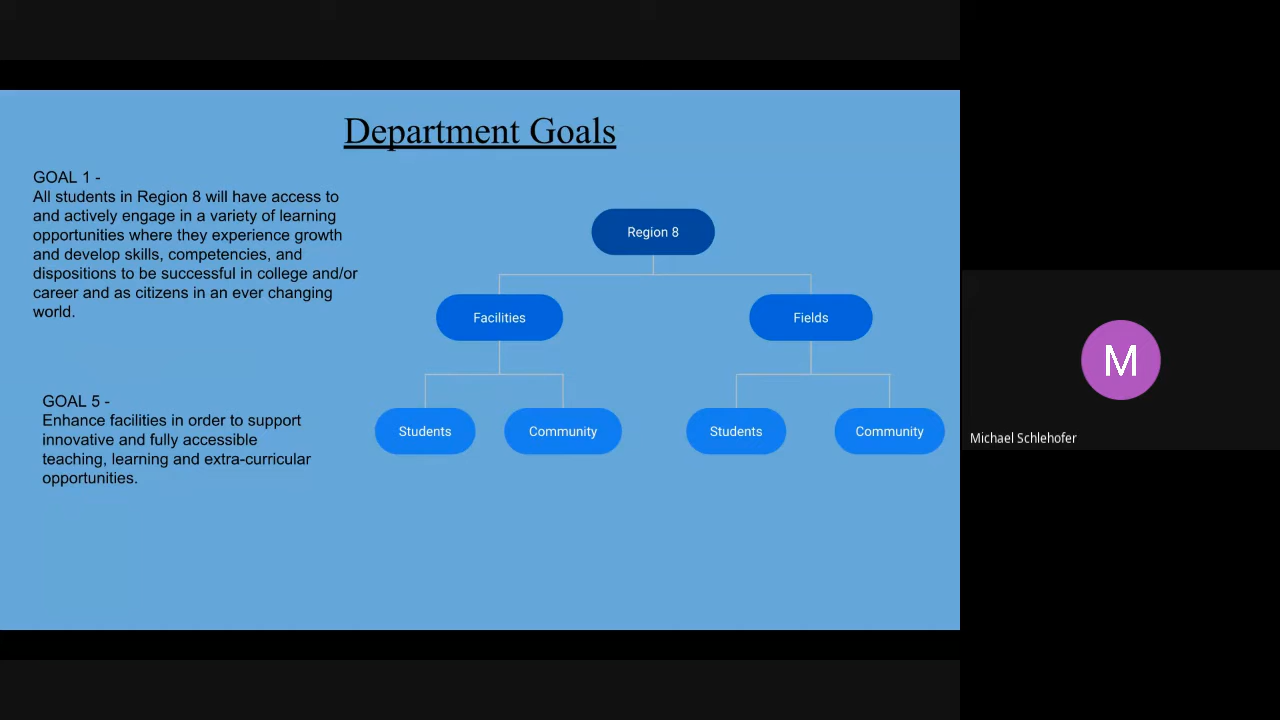 Department Goals
GOAL 1 -
All students in Region 8 will have access to
and actively engage in a variety of learning
opportunities where they experience growth
and develop skills, competencies, and
dispositions to be successful in college and/or
career and as citizens in an ever changing
world.
GOAL 5 -
Enhance facilities in order to support
innovative and fully accessible
teaching, learning and extra-curricular
opportunities.
Region 8
Facilities
Fields
Students
Community
Students
Community
M
Michael Schlehofer